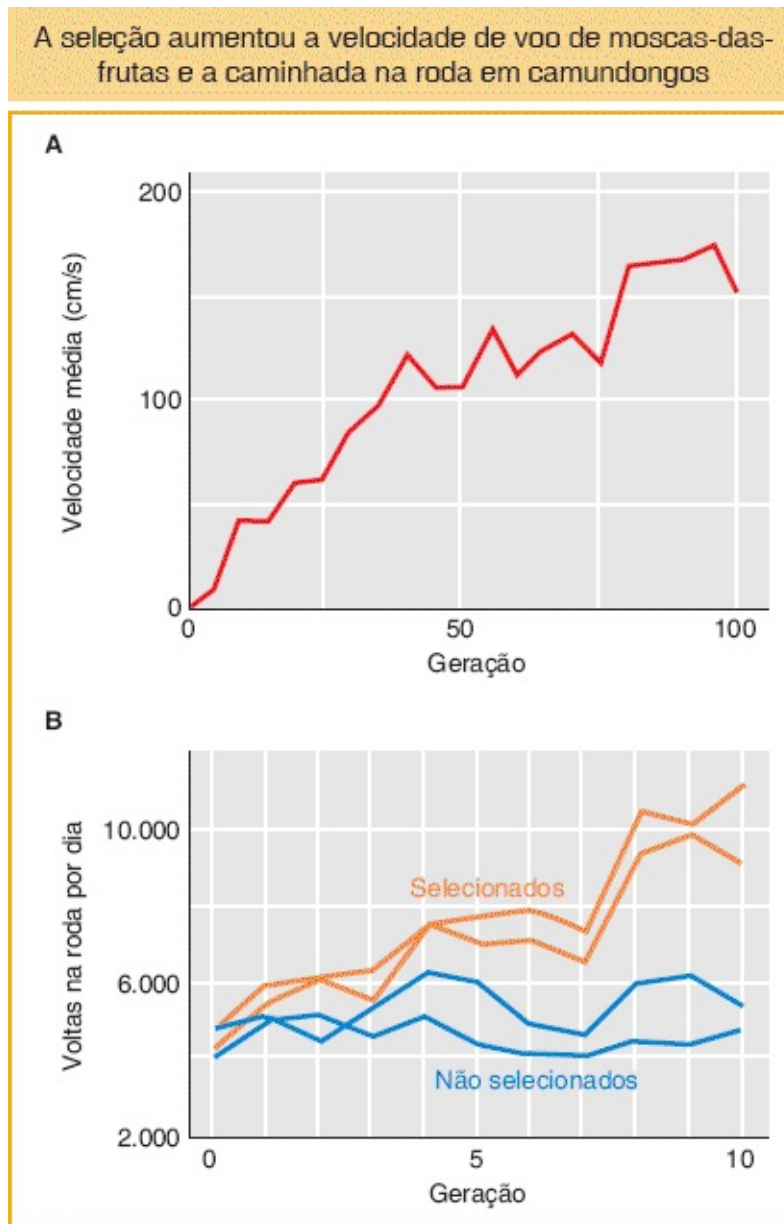 A seleção aumentou a velocidade de voo de moscas-das-
frutas e a caminhada na roda em camundongos
A
200
100
0
Velocidade média (cm/s)
0
50
100
Geração
B
10.000
6.000
2.000
Voltas na roda por dia
Selecionados
Não selecionados
0
5
10
Geração